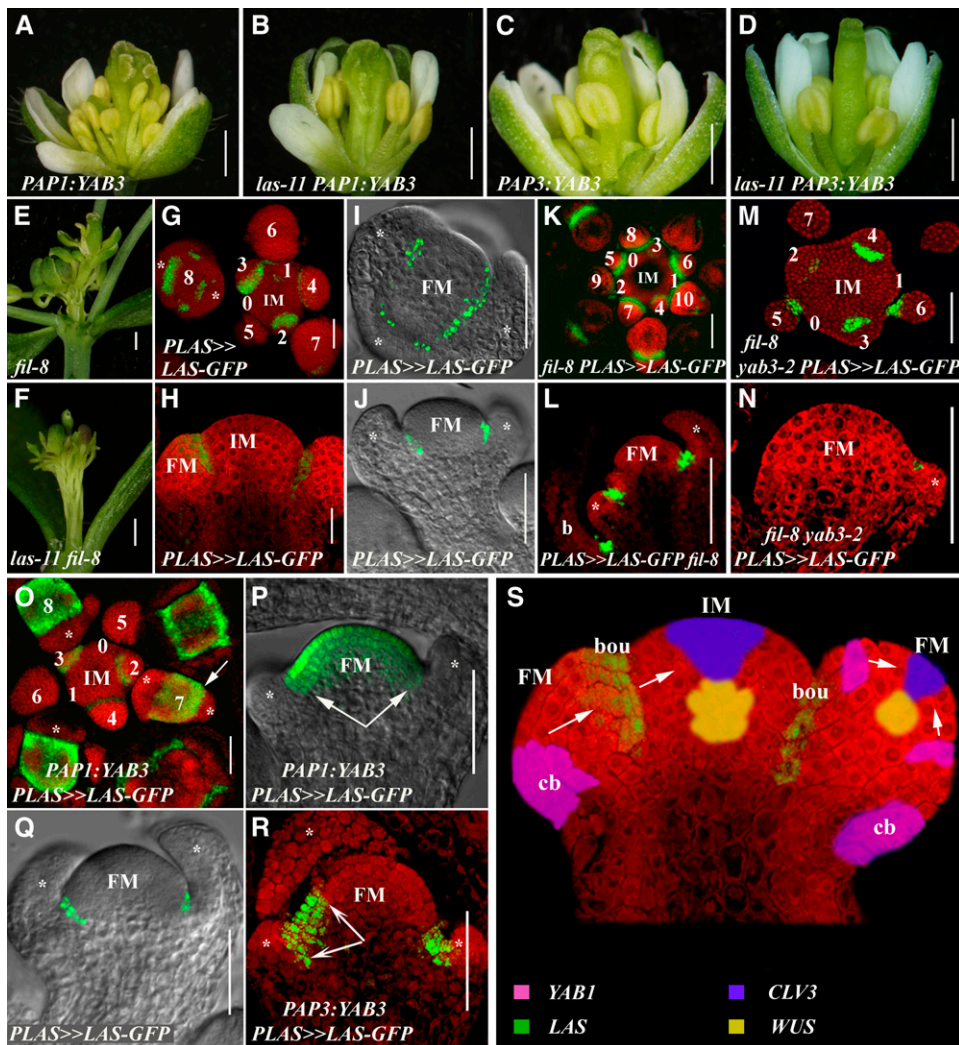 A
PAP1:YAB3
B
las-11 PAP1:YAB3
C
PAP3:YAB3
D
las-11 PAP3:YAB3
E
fil-8
F
las-11 fil-8
G
6
8
*
*
3
1
4
0
IM
5
2
7
PLAS>>
LAS-GFP
H
IM
FM
PLAS>>LAS-GFP
I
*
FM
*
*
PLAS>>LAS-GFP
J
FM
*
*
PLAS>>LAS-GFP
K
8
3
5
0
6
9
2
IM
1
4
7
10
fil-8 PLAS>>LAS-GFP
L
*
FM
*
b
PLAS>>LAS-GFP fil-8
M
7
2
4
IM
1
5
0
6
3
fil-8
yab3-2 PLAS>>LAS-GFP
N
FM
*
fil-8 yab3-2
PLAS>>LAS-GFP
O
8
*
5
0
3
2
*
IM
6
1
7
*
4
*
PAP1:YAB3
PLAS>>LAS-GFP
P
FM
*
*
PAP1:YAB3
PLAS>>LAS-GFP
Q
*
*
FM
PLAS>>LAS-GFP
R
*
FM
*
*
PAP3:YAB3
PLAS>>LAS-GFP
S
IM
bou
FM
FM
bou
cb
cb
YAB1
CLV3
LAS
WUS